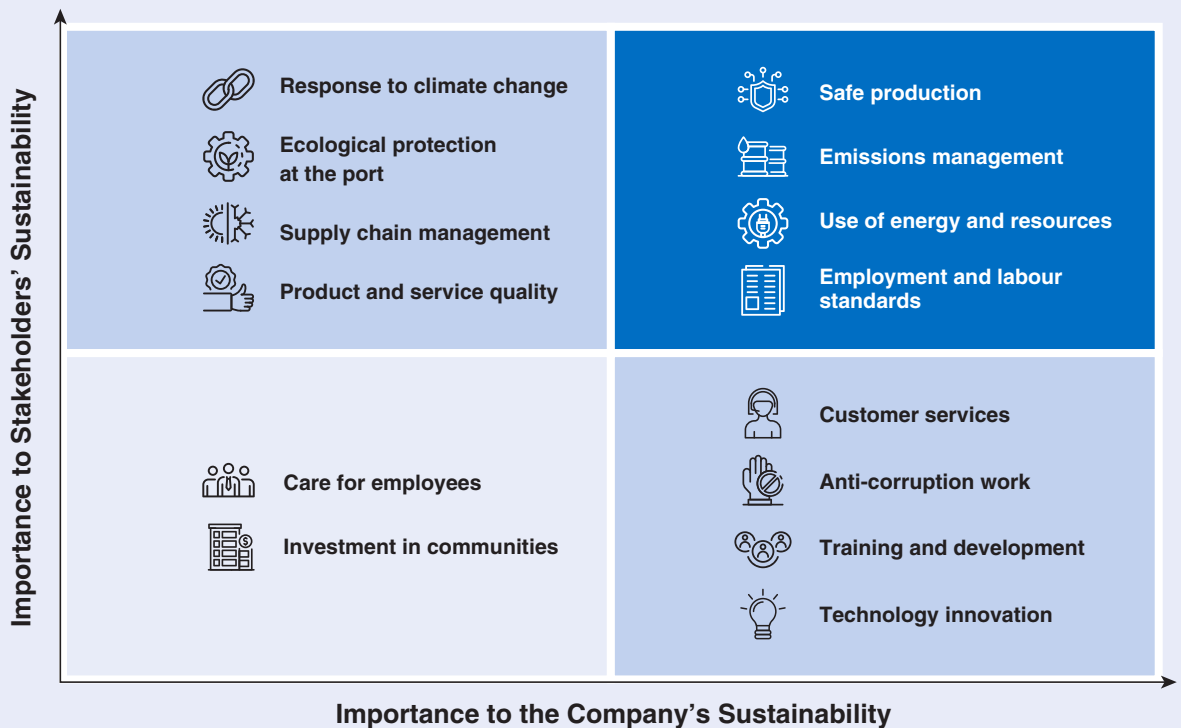 Importance to Stakeholders’ Sustainability
Response to climate change
Ecological protection
at the port
Supply chain management
Product and service quality
Safe production
Emissions management
Use of energy and resources
Employment and labour
standards
Care for employees
Investment in communities
Customer services
Anti-corruption work
Training and development
Technology innovation
Importance to the Company’s Sustainability